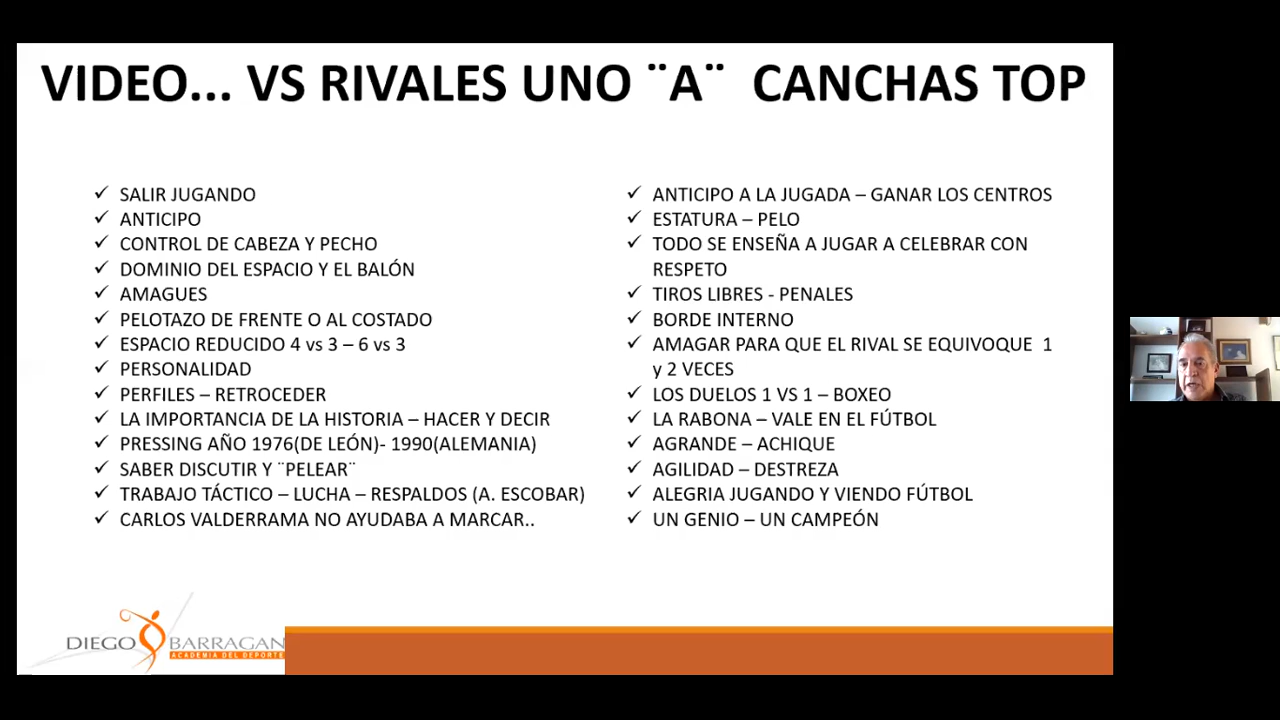 VIDEO... VS RIVALES UNO ¨A¨ CANCHAS TOP
✓ SALIR JUGANDO
✓ ANTICIPO
✓ CONTROL DE CABEZA Y PECHO
✓ DOMINIO DEL ESPACIO Y EL BALÓN
✓ AMAGUES
✓ PELOTAZO DE FRENTE O AL COSTADO
✓ ESPACIO REDUCIDO 4 vs 3 – 6 vs 3
✓ PERSONALIDAD
✓ PERFILES – RETROCEDER
✓ LA IMPORTANCIA DE LA HISTORIA – HACER Y DECIR
✓ PRESSING AÑO 1976(DE LEÓN)- 1990(ALEMANIA)
✓ SABER DISCUTIR Y ¨PELEAR¨
✓ TRABAJO TÁCTICO – LUCHA – RESPALDOS (A. ESCOBAR)
✓ CARLOS VALDERRAMA NO AYUDABA A MARCAR..
✓ ANTICIPO A LA JUGADA – GANAR LOS CENTROS
✓ ESTATURA – PELO
✓ TODO SE ENSEÑA A JUGAR A CELEBRAR CON
RESPETO
✓ TIROS LIBRES - PENALES
✓ BORDE INTERNO
✓ AMAGAR PARA QUE EL RIVAL SE EQUIVOQUE 1
y 2 VECES
✓ LOS DUELOS 1 VS 1 – BOXEO
✓ LA RABONA – VALE EN EL FÚTBOL
✓ AGRANDE – ACHIQUE
✓ AGILIDAD – DESTREZA
✓ ALEGRIA JUGANDO Y VIENDO FÚTBOL
✓ UN GENIO – UN CAMPEÓN
DIEGO BARRAGAN
ACADEMIA DEL DEPORTE